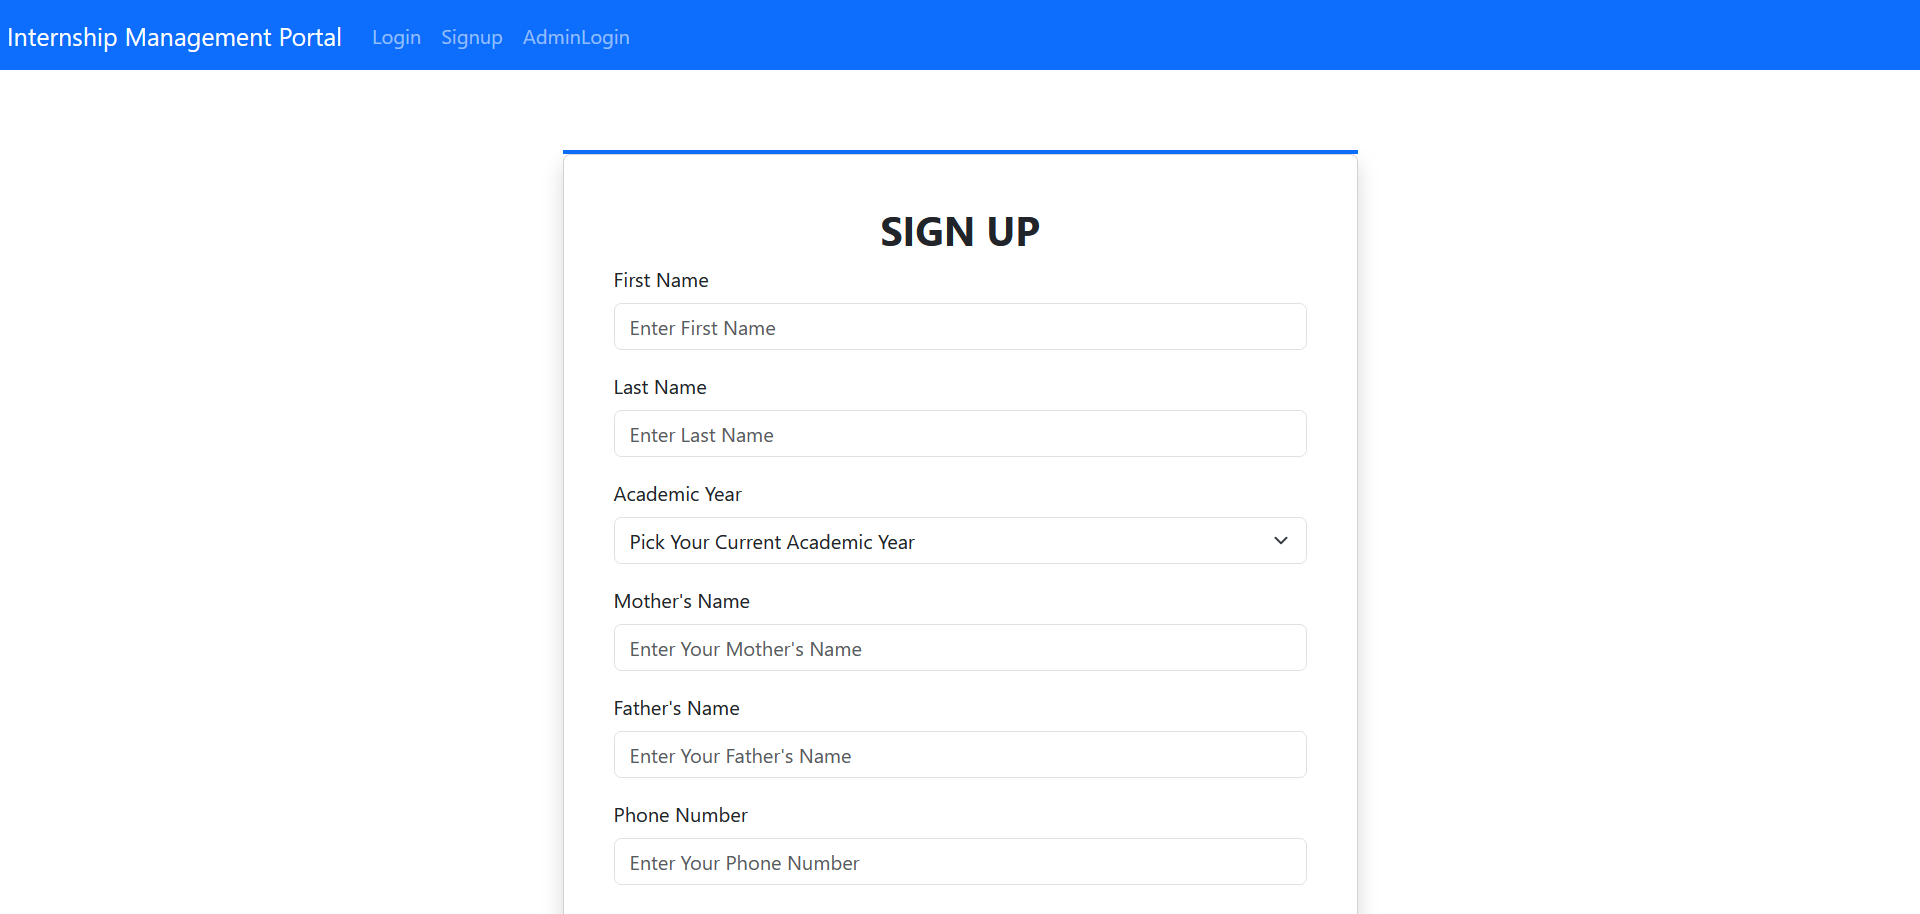 Internship Management Portal Login Signup AdminLogin
SIGN UP
First Name
Enter First Name
Last Name
Enter Last Name
Academic Year
Pick Your Current Academic Year
Mother's Name
Enter Your Mother's Name
Father's Name
Enter Your Father's Name
Phone Number
Enter Your Phone Number